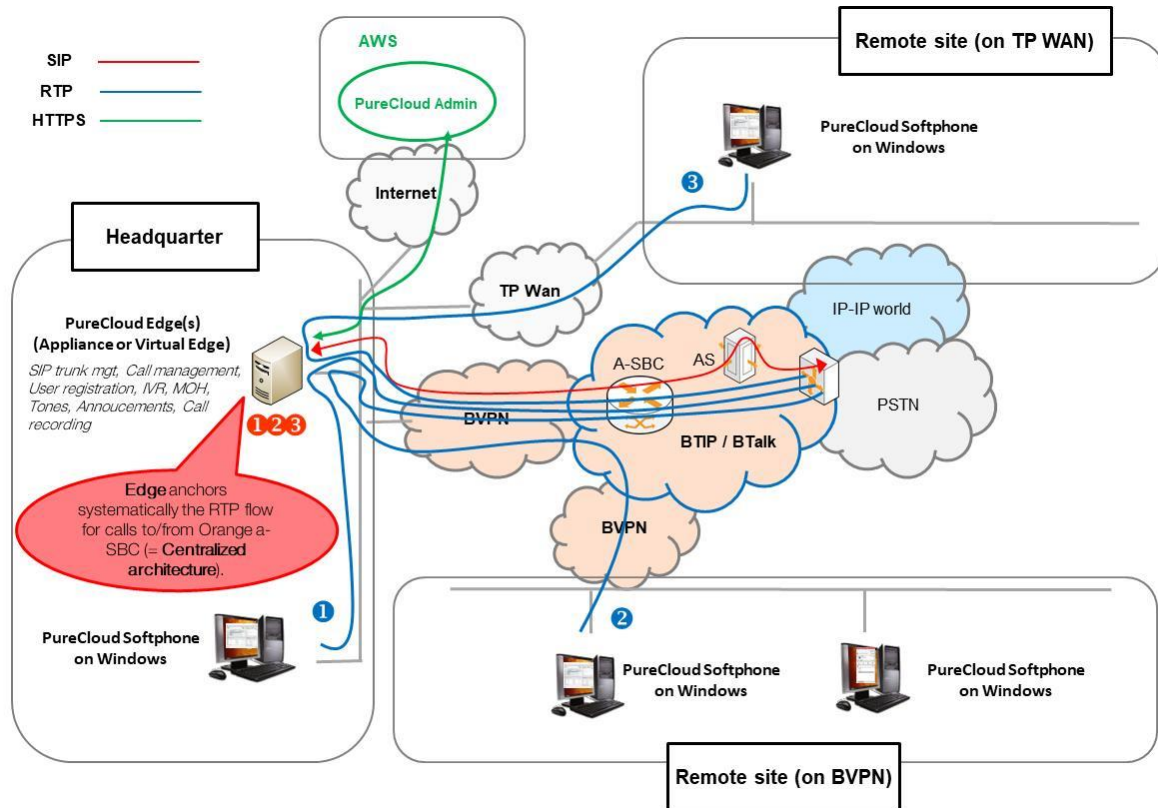 SIP
RTP
HTTPS
AWS
PureCloud Admin
Internet
Remote site (on TP WAN)
PureCloud Softphone
on Windows
3
Headquarter
TP Wan
PureCloud Edge(s)
(Appliance or Virtual Edge)
SIP trunk mgt, Call management,
User registration, IVR, MOH,
Tones, Annoucements, Call
recording
1 2 3
IP-IP world
A-SBC
AS
PSTN
BVPN
BTIP / BTalk
Edge anchors
systematically the RTP flow
for calls to/from Orange a-
SBC (= Centralized
architecture).
BVPN
1
PureCloud Softphone
on Windows
2
PureCloud Softphone
on Windows
PureCloud Softphone
on Windows
Remote site (on BVPN)